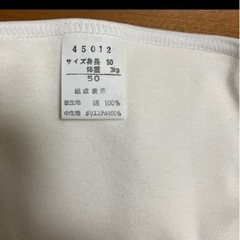 45012
サイズ身長 50
体重 3kg
50
組成表示
総生地 綿 100%
中生地 ポリエステル100%